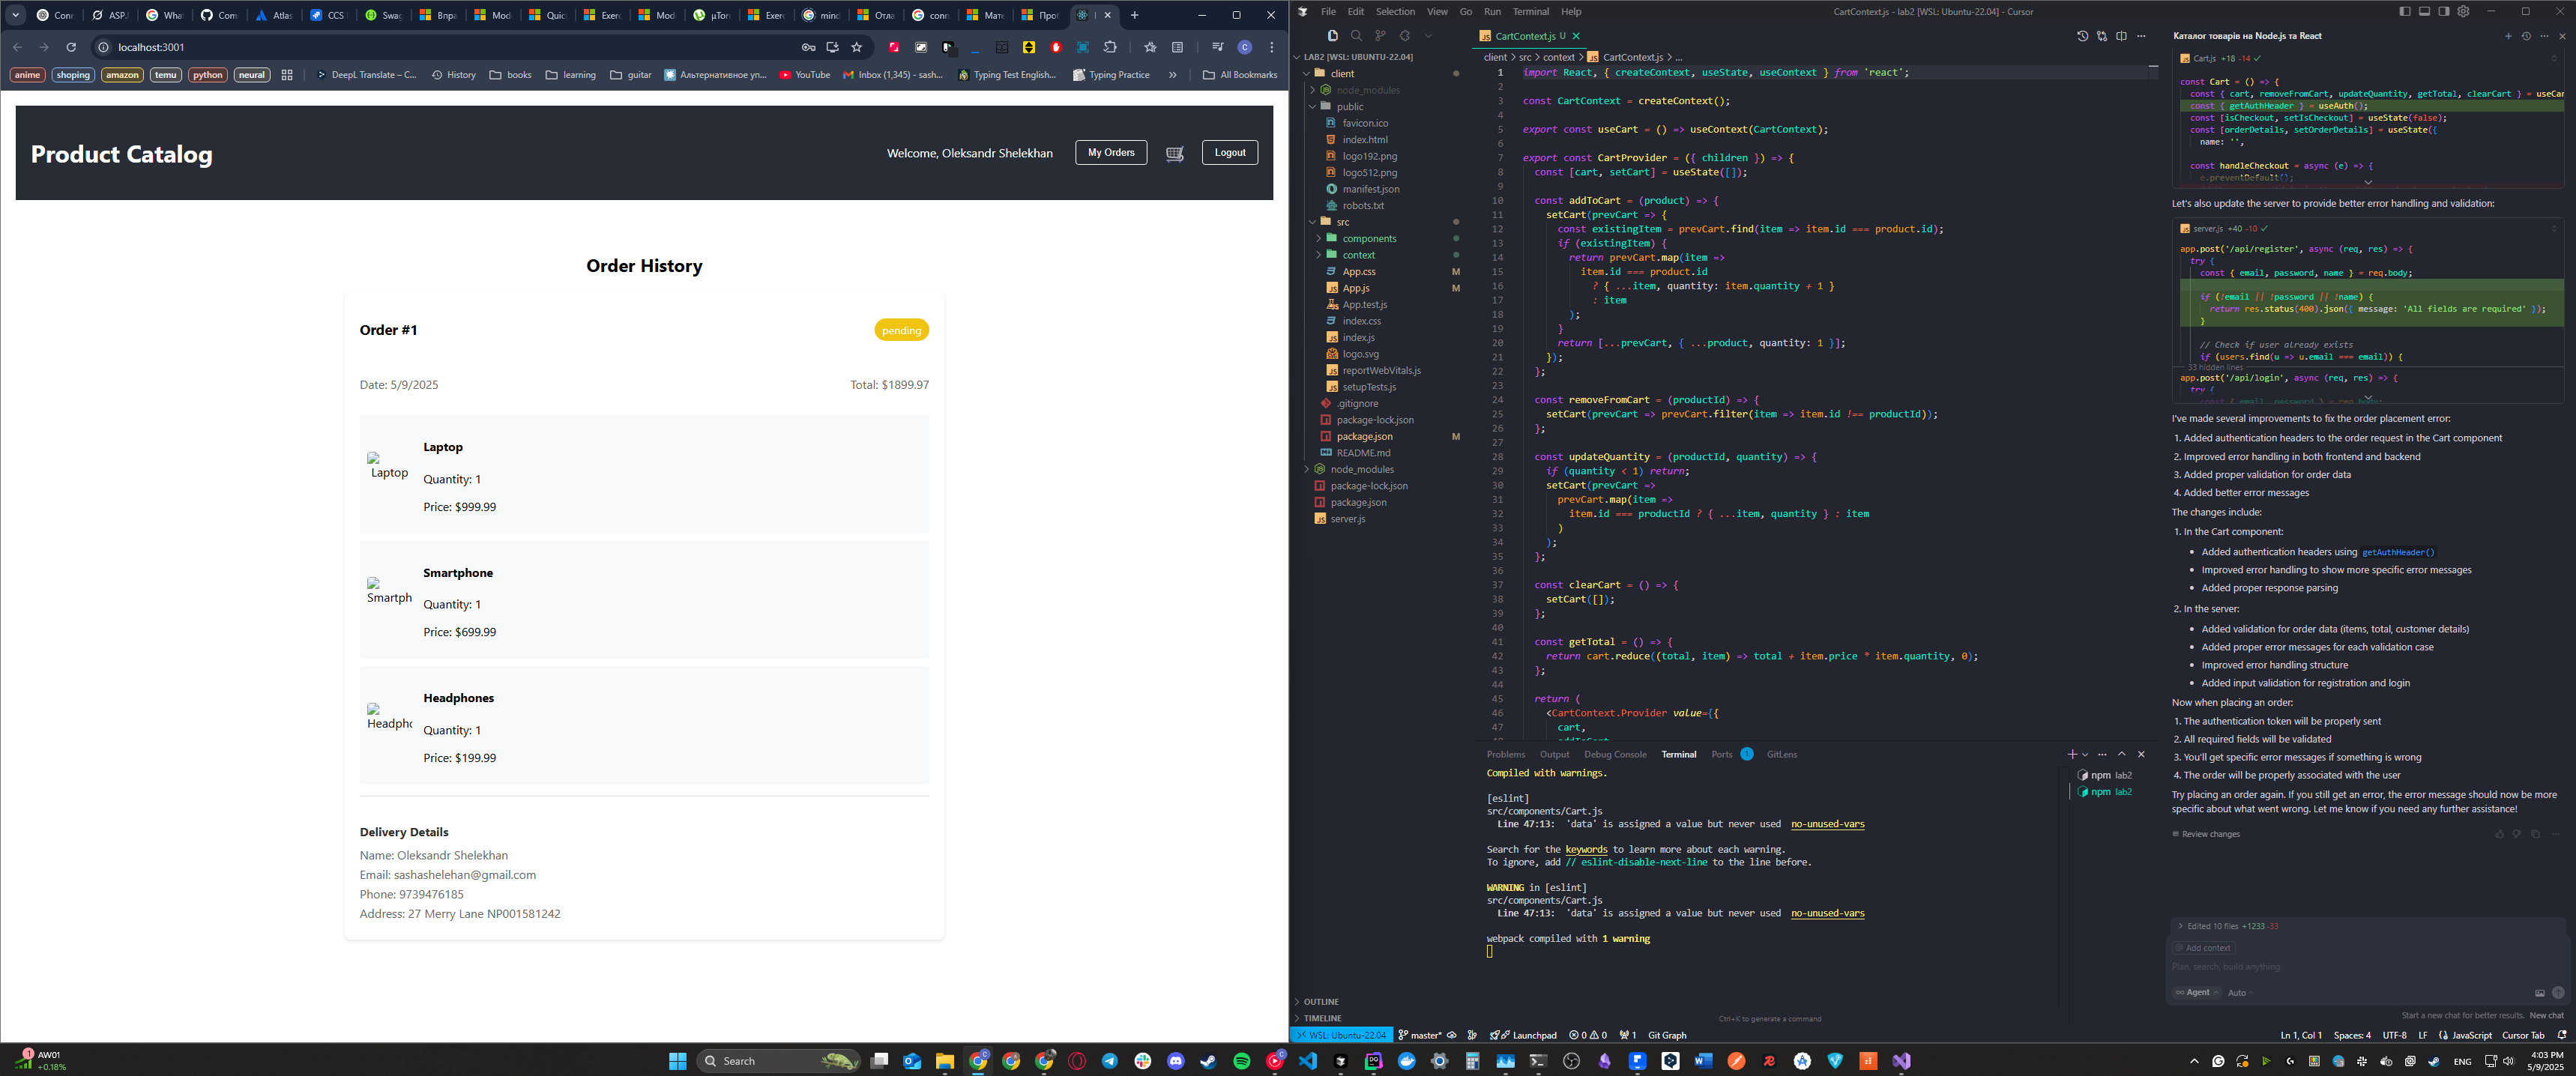 Conn
ASP.I
What
Com
Atlas
CCS
Swag
Впра
Mod
Quic
Exerc
Mod
µTor
Exerc
mind
Отла
conn
Мате
Про
localhost:3001
anime
shoping
amazon
temu
python
neural
DeepL Translate – C...
History
books
learning
guitar
Альтернативное уп...
YouTube
Inbox (1,345) - sash...
Typing Test English...
Typing Practice
»
All Bookmarks
Product Catalog
Welcome, Oleksandr Shelekhan
My Orders
Logout
Order History
Order #1
pending
Date: 5/9/2025
Total: $1899.97
Laptop
Laptop
Quantity: 1
Price: $999.99
Smartph
Smartphone
Quantity: 1
Price: $699.99
Headpho
Headphones
Quantity: 1
Price: $199.99
Delivery Details
Name: Oleksandr Shelekhan
Email: sashashelehan@gmail.com
Phone: 9739476185
Address: 27 Merry Lane NP001581242
File Edit Selection View Go Run Terminal Help
CartContext.js - lab2 [WSL: Ubuntu-22.04] - Cursor
LAB2 [WSL: UBUNTU-22.04]
client
node_modules
public
favicon.ico
index.html
logo192.png
logo512.png
manifest.json
robots.txt
src
components
context
App.css M
App.js M
App.test.js
index.css
index.js
logo.svg
reportWebVitals.js
setupTests.js
.gitignore
package-lock.json
package.json M
README.md
node_modules
package-lock.json
package.json
server.js
OUTLINE
TIMELINE
CartContext.js U
client > src > context > CartContext.js > ...
1 import React, { createContext, useState, useContext } from 'react';
2
3 const CartContext = createContext();
4
5 export const useCart = () => useContext(CartContext);
6
7 export const CartProvider = ({ children }) => {
8 const [cart, setCart] = useState([]);
9
10 const addToCart = (product) => {
11 setCart(prevCart => {
12 const existingItem = prevCart.find(item => item.id === product.id);
13 if (existingItem) {
14 return prevCart.map(item =>
15 item.id === product.id
16 ? { ...item, quantity: item.quantity + 1 }
17 : item
18 );
19 }
20 return [...prevCart, { ...product, quantity: 1 }];
21 });
22 };
23
24 const removeFromCart = (productId) => {
25 setCart(prevCart => prevCart.filter(item => item.id !== productId));
26 };
27
28 const updateQuantity = (productId, quantity) => {
29 if (quantity < 1) return;
30 setCart(prevCart =>
31 prevCart.map(item =>
32 item.id === productId ? { ...item, quantity } : item
33 )
34 );
35 };
36
37 const clearCart = () => {
38 setCart([]);
39 };
40
41 const getTotal = () => {
42 return cart.reduce((total, item) => total + item.price * item.quantity, 0);
43 };
44
45 return (
46 <CartContext.Provider value={{
47 cart,
Problems Output Debug Console Terminal Ports 1 GitLens
Compiled with warnings.
[eslint]
src/components/Cart.js
Line 47:13: 'data' is assigned a value but never used no-unused-vars
Search for the keywords to learn more about each warning.
To ignore, add // eslint-disable-next-line to the line before.
WARNING in [eslint]
src/components/Cart.js
Line 47:13: 'data' is assigned a value but never used no-unused-vars
webpack compiled with 1 warning
npm lab2
npm lab2
Ctrl+K to generate a command
Каталог товарів на Node.js та React
Cart.js +18 -14
const Cart = () => {
const { cart, removeFromCart, updateQuantity, getTotal, clearCart } = useCar
const { getAuthHeader } = useAuth();
const [isCheckout, setIsCheckout] = useState(false);
const [orderDetails, setOrderDetails] = useState({
name: '',
const handleCheckout = async (e) => {
e.preventDefault();
Let's also update the server to provide better error handling and validation:
server.js +40 -10
app.post('/api/register', async (req, res) => {
try {
const { email, password, name } = req.body;
if (!email || !password || !name) {
return res.status(400).json({ message: 'All fields are required' });
}
// Check if user already exists
if (users.find(u => u.email === email)) {
33 hidden lines
app.post('/api/login', async (req, res) => {
try {
const { email, password } = req.body;
I've made several improvements to fix the order placement error:
1. Added authentication headers to the order request in the Cart component
2. Improved error handling in both frontend and backend
3. Added proper validation for order data
4. Added better error messages
The changes include:
1. In the Cart component:
• Added authentication headers using getAuthHeader()
• Improved error handling to show more specific error messages
• Added proper response parsing
2. In the server:
• Added validation for order data (items, total, customer details)
• Added proper error messages for each validation case
• Improved error handling structure
• Added input validation for registration and login
Now when placing an order:
1. The authentication token will be properly sent
2. All required fields will be validated
3. You'll get specific error messages if something is wrong
4. The order will be properly associated with the user
Try placing an order again. If you still get an error, the error message should now be more
specific about what went wrong. Let me know if you need any further assistance!
Review changes
Edited 10 files +1233 -33
@ Add context
Plan, search, build anything
∞ Agent Auto
Start a new chat for better results. New chat
WSL: Ubuntu-22.04 master* Launchpad 0 0 1 Git Graph
Ln 1, Col 1 Spaces: 4 UTF-8 LF JavaScript Cursor Tab
1
AW01
+0.18%
Search
ENG
4:03 PM
5/9/2025